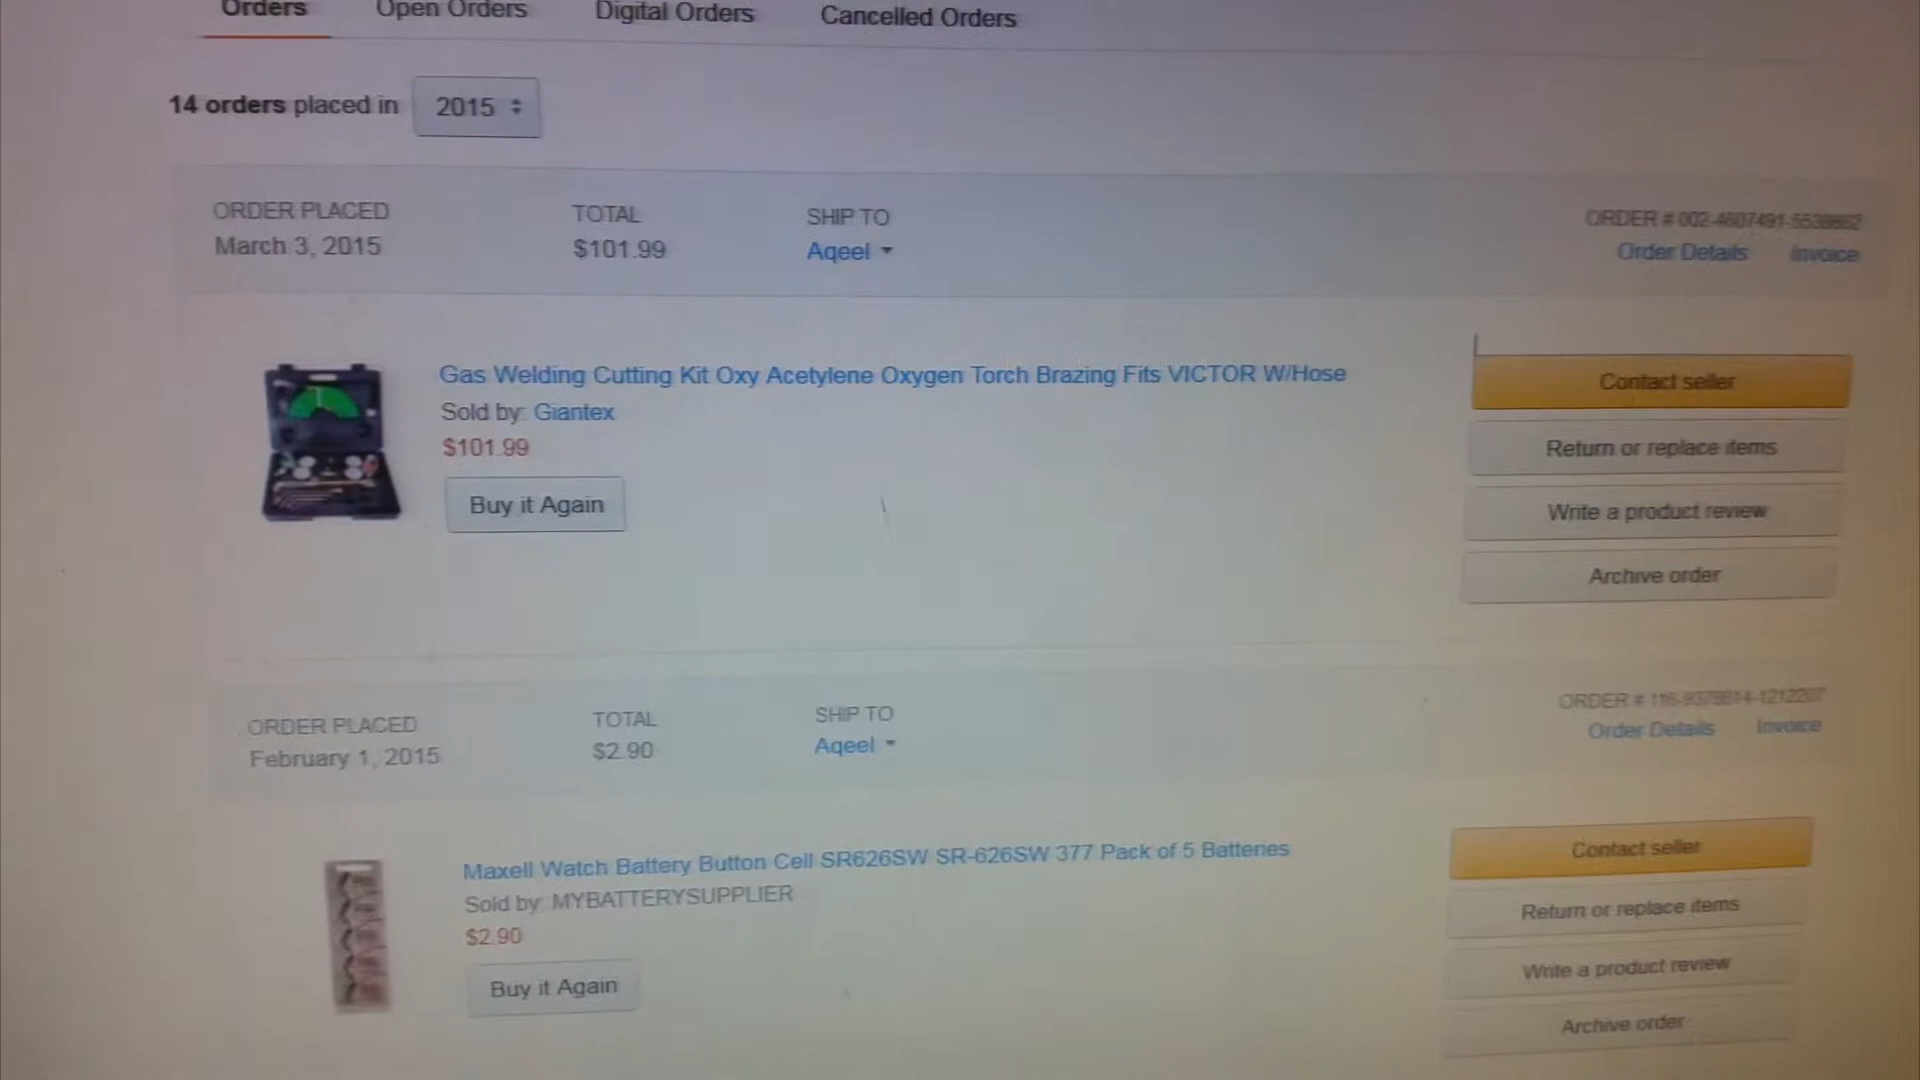 Orders Open Orders Digital Orders Cancelled Orders
14 orders placed in 2015
ORDER PLACED TOTAL SHIP TO ORDER # 002-4607491-5539862
March 3, 2015 $101.99 Aqeel Order Details Invoice
Gas Welding Cutting Kit Oxy Acetylene Oxygen Torch Brazing Fits VICTOR W/Hose
Sold by: Giantex
$101.99
Buy it Again
Contact seller
Return or replace items
Write a product review
Archive order
ORDER PLACED TOTAL SHIP TO ORDER #
February 1, 2015 $2.90 Aqeel Order Details Invoice
Maxell Watch Battery Button Cell SR626SW SR-626SW 377 Pack of 5 Batteries
Sold by: MYBATTERYSUPPLIER
$2.90
Buy it Again
Contact seller
Return or replace items
Write a product review
Archive order